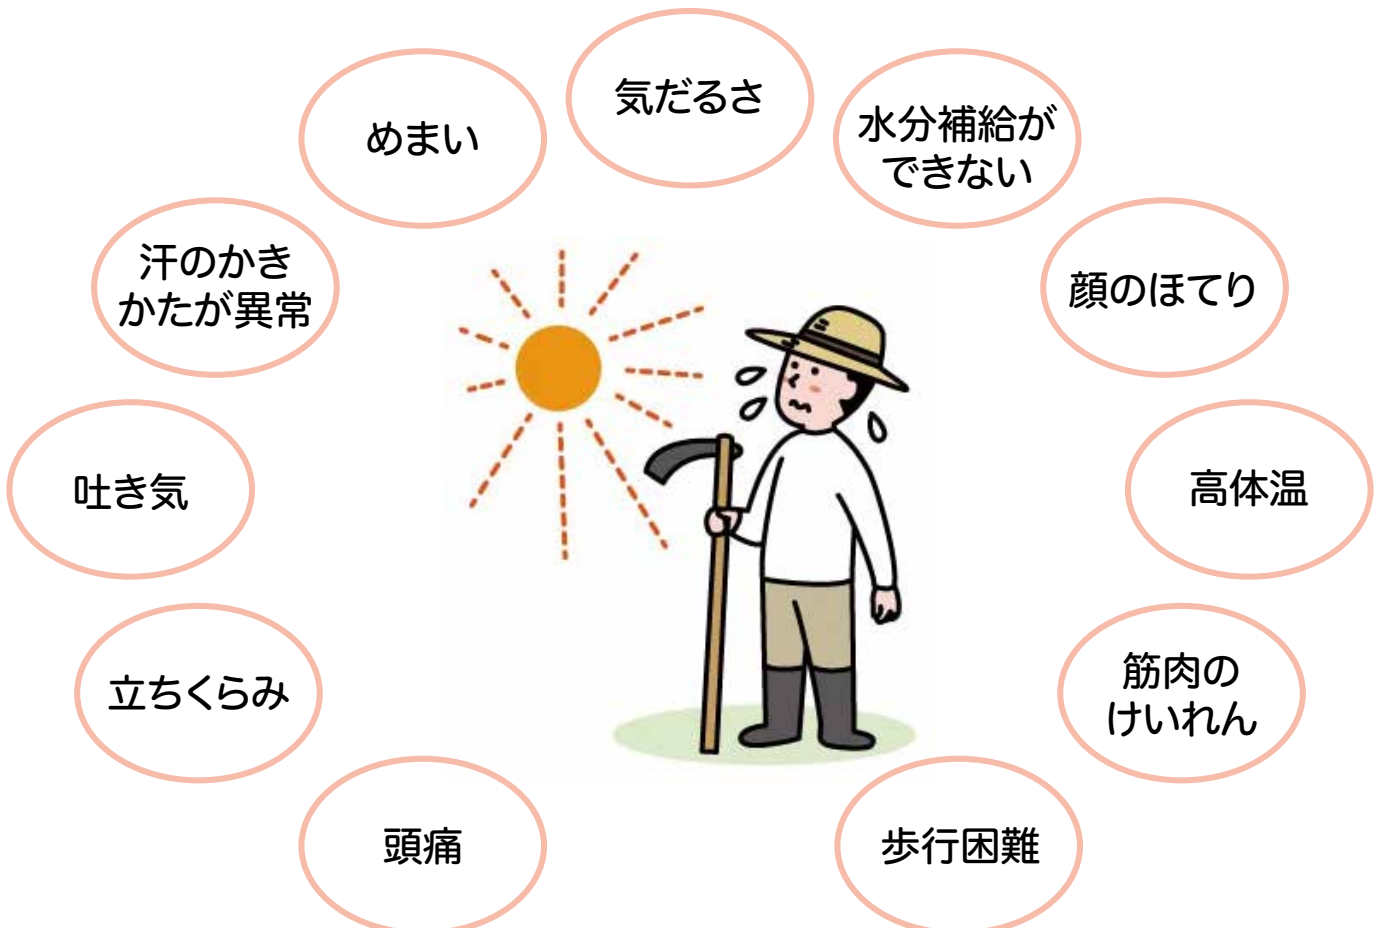 気だるさ
めまい
水分補給が
できない
汗のかき
かたが異常
顔のほてり
吐き気
高体温
立ちくらみ
筋肉の
けいれん
頭痛
歩行困難